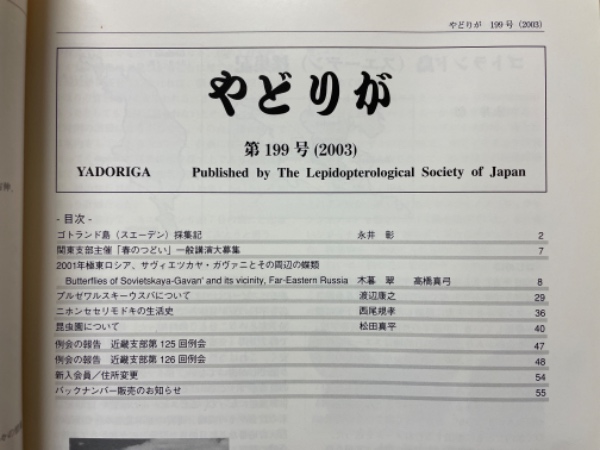 やどりが 199号 (2003)
やどりが
第199号 (2003)
YADORIGA Published by The Lepidopterological Society of Japan
- 目次 -
ゴトランド島（スエーデン）採集記 永井 彰 2
関東支部主催「春のつどい」一般講演大募集 7
2001年極東ロシア、サヴィエツカヤ・ガヴァニとその周辺の蝶類
Butterflies of Sovietskaya-Gavan' and its vicinity, Far-Eastern Russia 木暮 翠 高橋真弓 8
プルゼワルスキーウスバについて 渡辺康之 29
ニホンセセリモドキの生活史 西尾規孝 36
昆虫園について 松田真平 40
例会の報告 近畿支部第125回例会 47
例会の報告 近畿支部第126回例会 48
新入会員／住所変更 54
バックナンバー販売のお知らせ 55